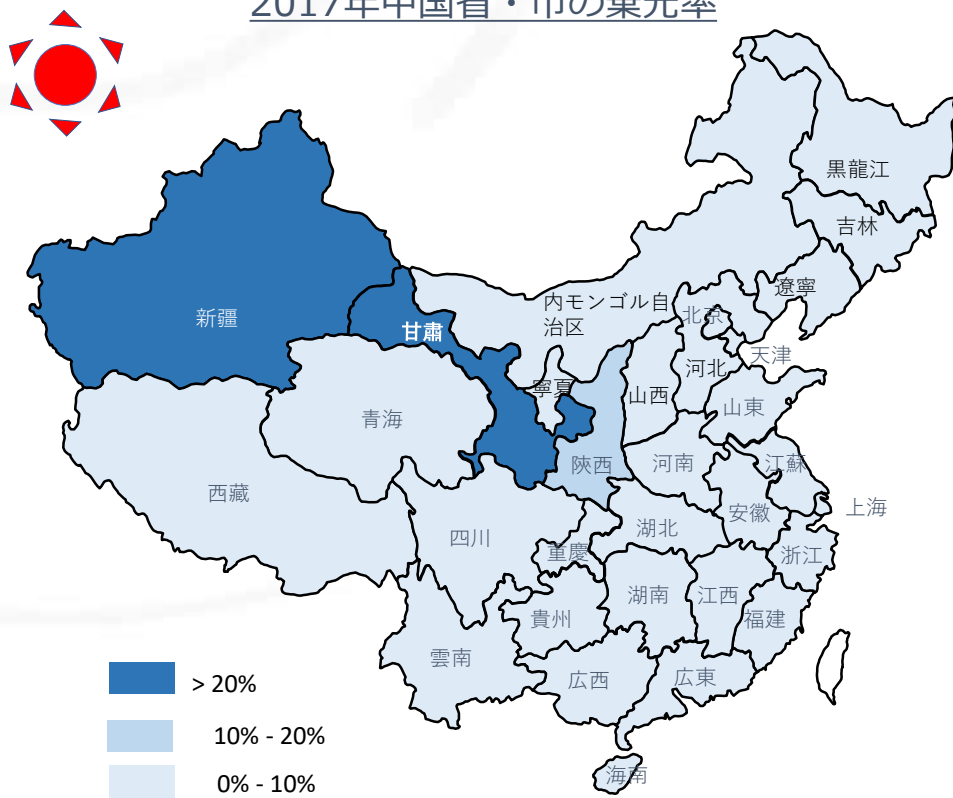 2017年中国省・市の棄光率
黒龍江
吉林
遼寧
内モンゴル自
治区
北京
新疆
甘粛
天津
河北
寧夏
山西
山東
青海
陝西
河南
江蘇
西藏
上海
安徽
湖北
四川
重慶
浙江
湖南
江西
貴州
福建
雲南
広西
広東
海南
> 20%
10% - 20%
0% - 10%